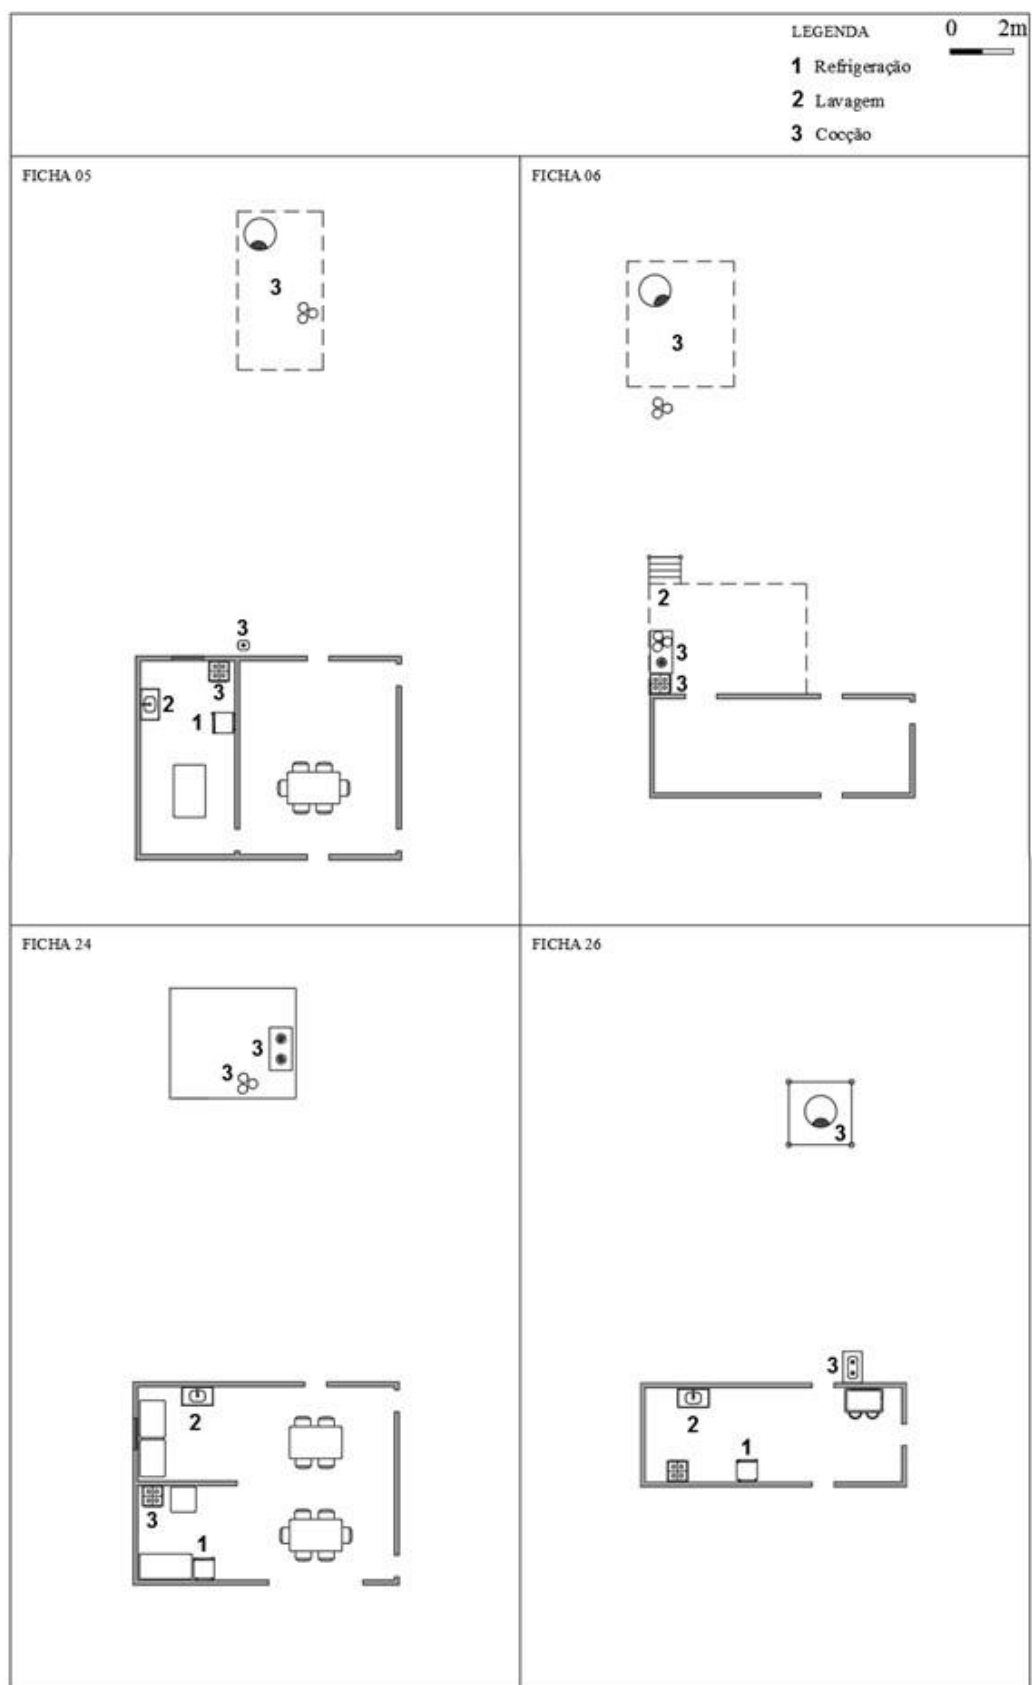 LEGENDA
0 2m
1 Refrigeração
2 Lavagem
3 Cocção
FICHA 05
3
3
3
2
1
FICHA 06
3
2
3
3
FICHA 24
3
3
2
3
1
FICHA 26
3
3
2
1